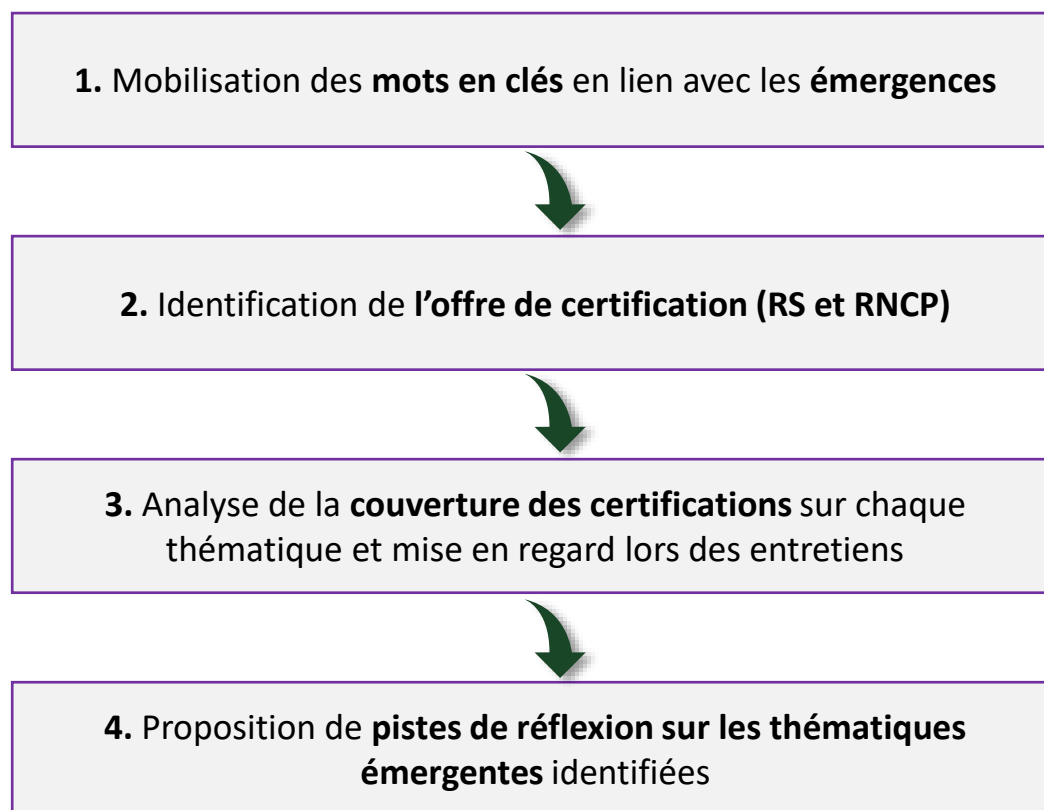 1. Mobilisation des mots en clés en lien avec les émergences
2. Identification de l’offre de certification (RS et RNCP)
3. Analyse de la couverture des certifications sur chaque
thématique et mise en regard lors des entretiens
4. Proposition de pistes de réflexion sur les thématiques
émergentes identifiées